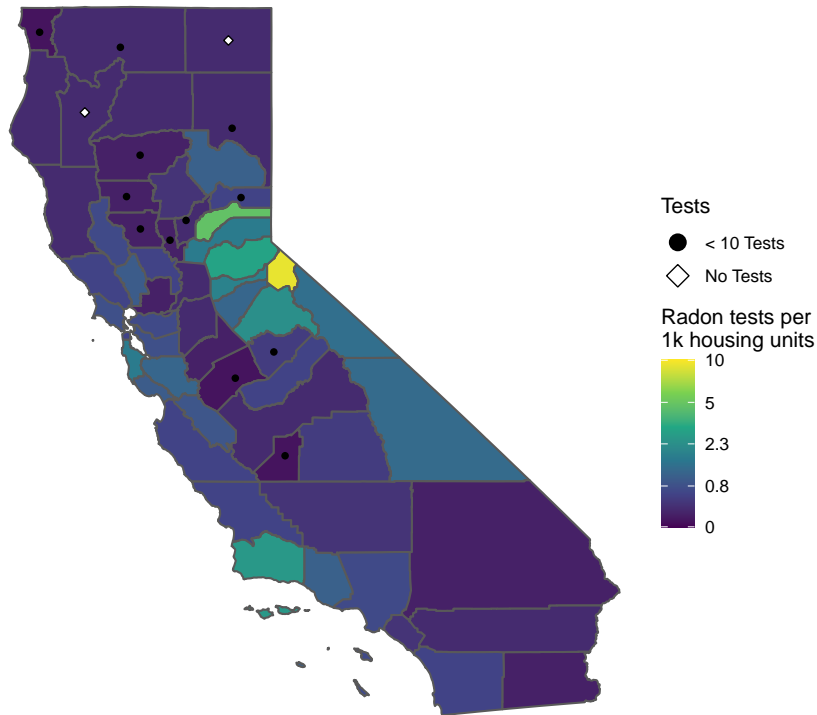 Tests
< 10 Tests
No Tests
Radon tests per
1k housing units
10
5
2.3
0.8
0